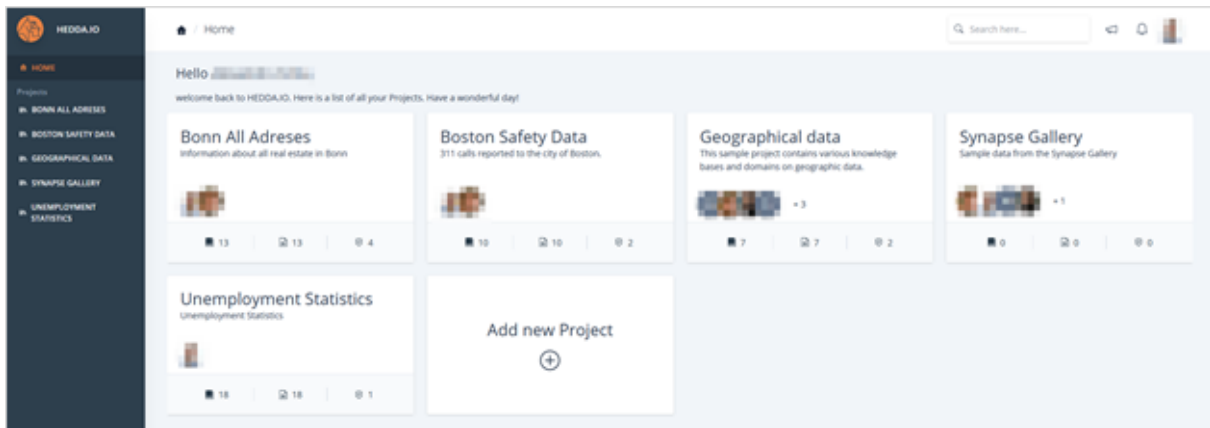 HEDDA.IO
Home
Search here...
HOME
Projects
BONN ALL ADRESES
BOSTON SAFETY DATA
GEOGRAPHICAL DATA
SYNAPSE GALLERY
UNEMPLOYMENT
STATISTICS
Hello
welcome back to HEDDA.IO. Here is a list of all your Projects. Have a wonderful day!
Bonn All Adreses
Information about all real estate in Bonn
13 13 4
Boston Safety Data
311 calls reported to the city of Boston.
10 10 2
Geographical data
This sample project contains various knowledge
bases and domains on geographic data.
+ 3
7 7 2
Synapse Gallery
Sample data from the Synapse Gallery
+ 1
0 0 0
Unemployment Statistics
Unemployment Statistics
18 18 1
Add new Project